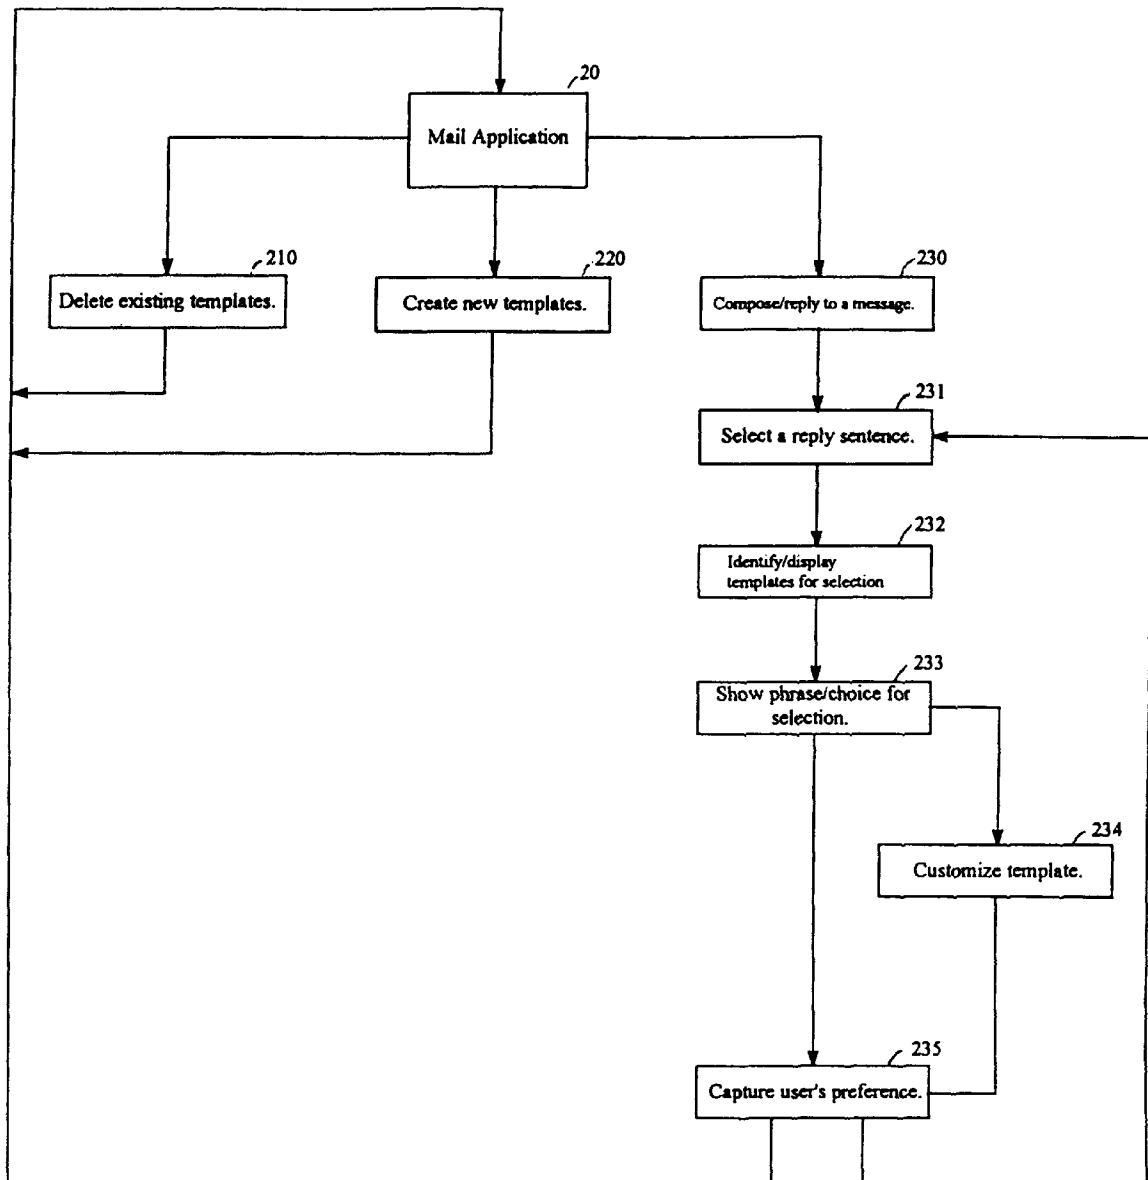 20
Mail Application
210
Delete existing templates.
220
Create new templates.
230
Compose/reply to a message.
231
Select a reply sentence.
232
Identify/display
templates for selection
233
Show phrase/choice for
selection.
234
Customize template.
235
Capture user's preference.